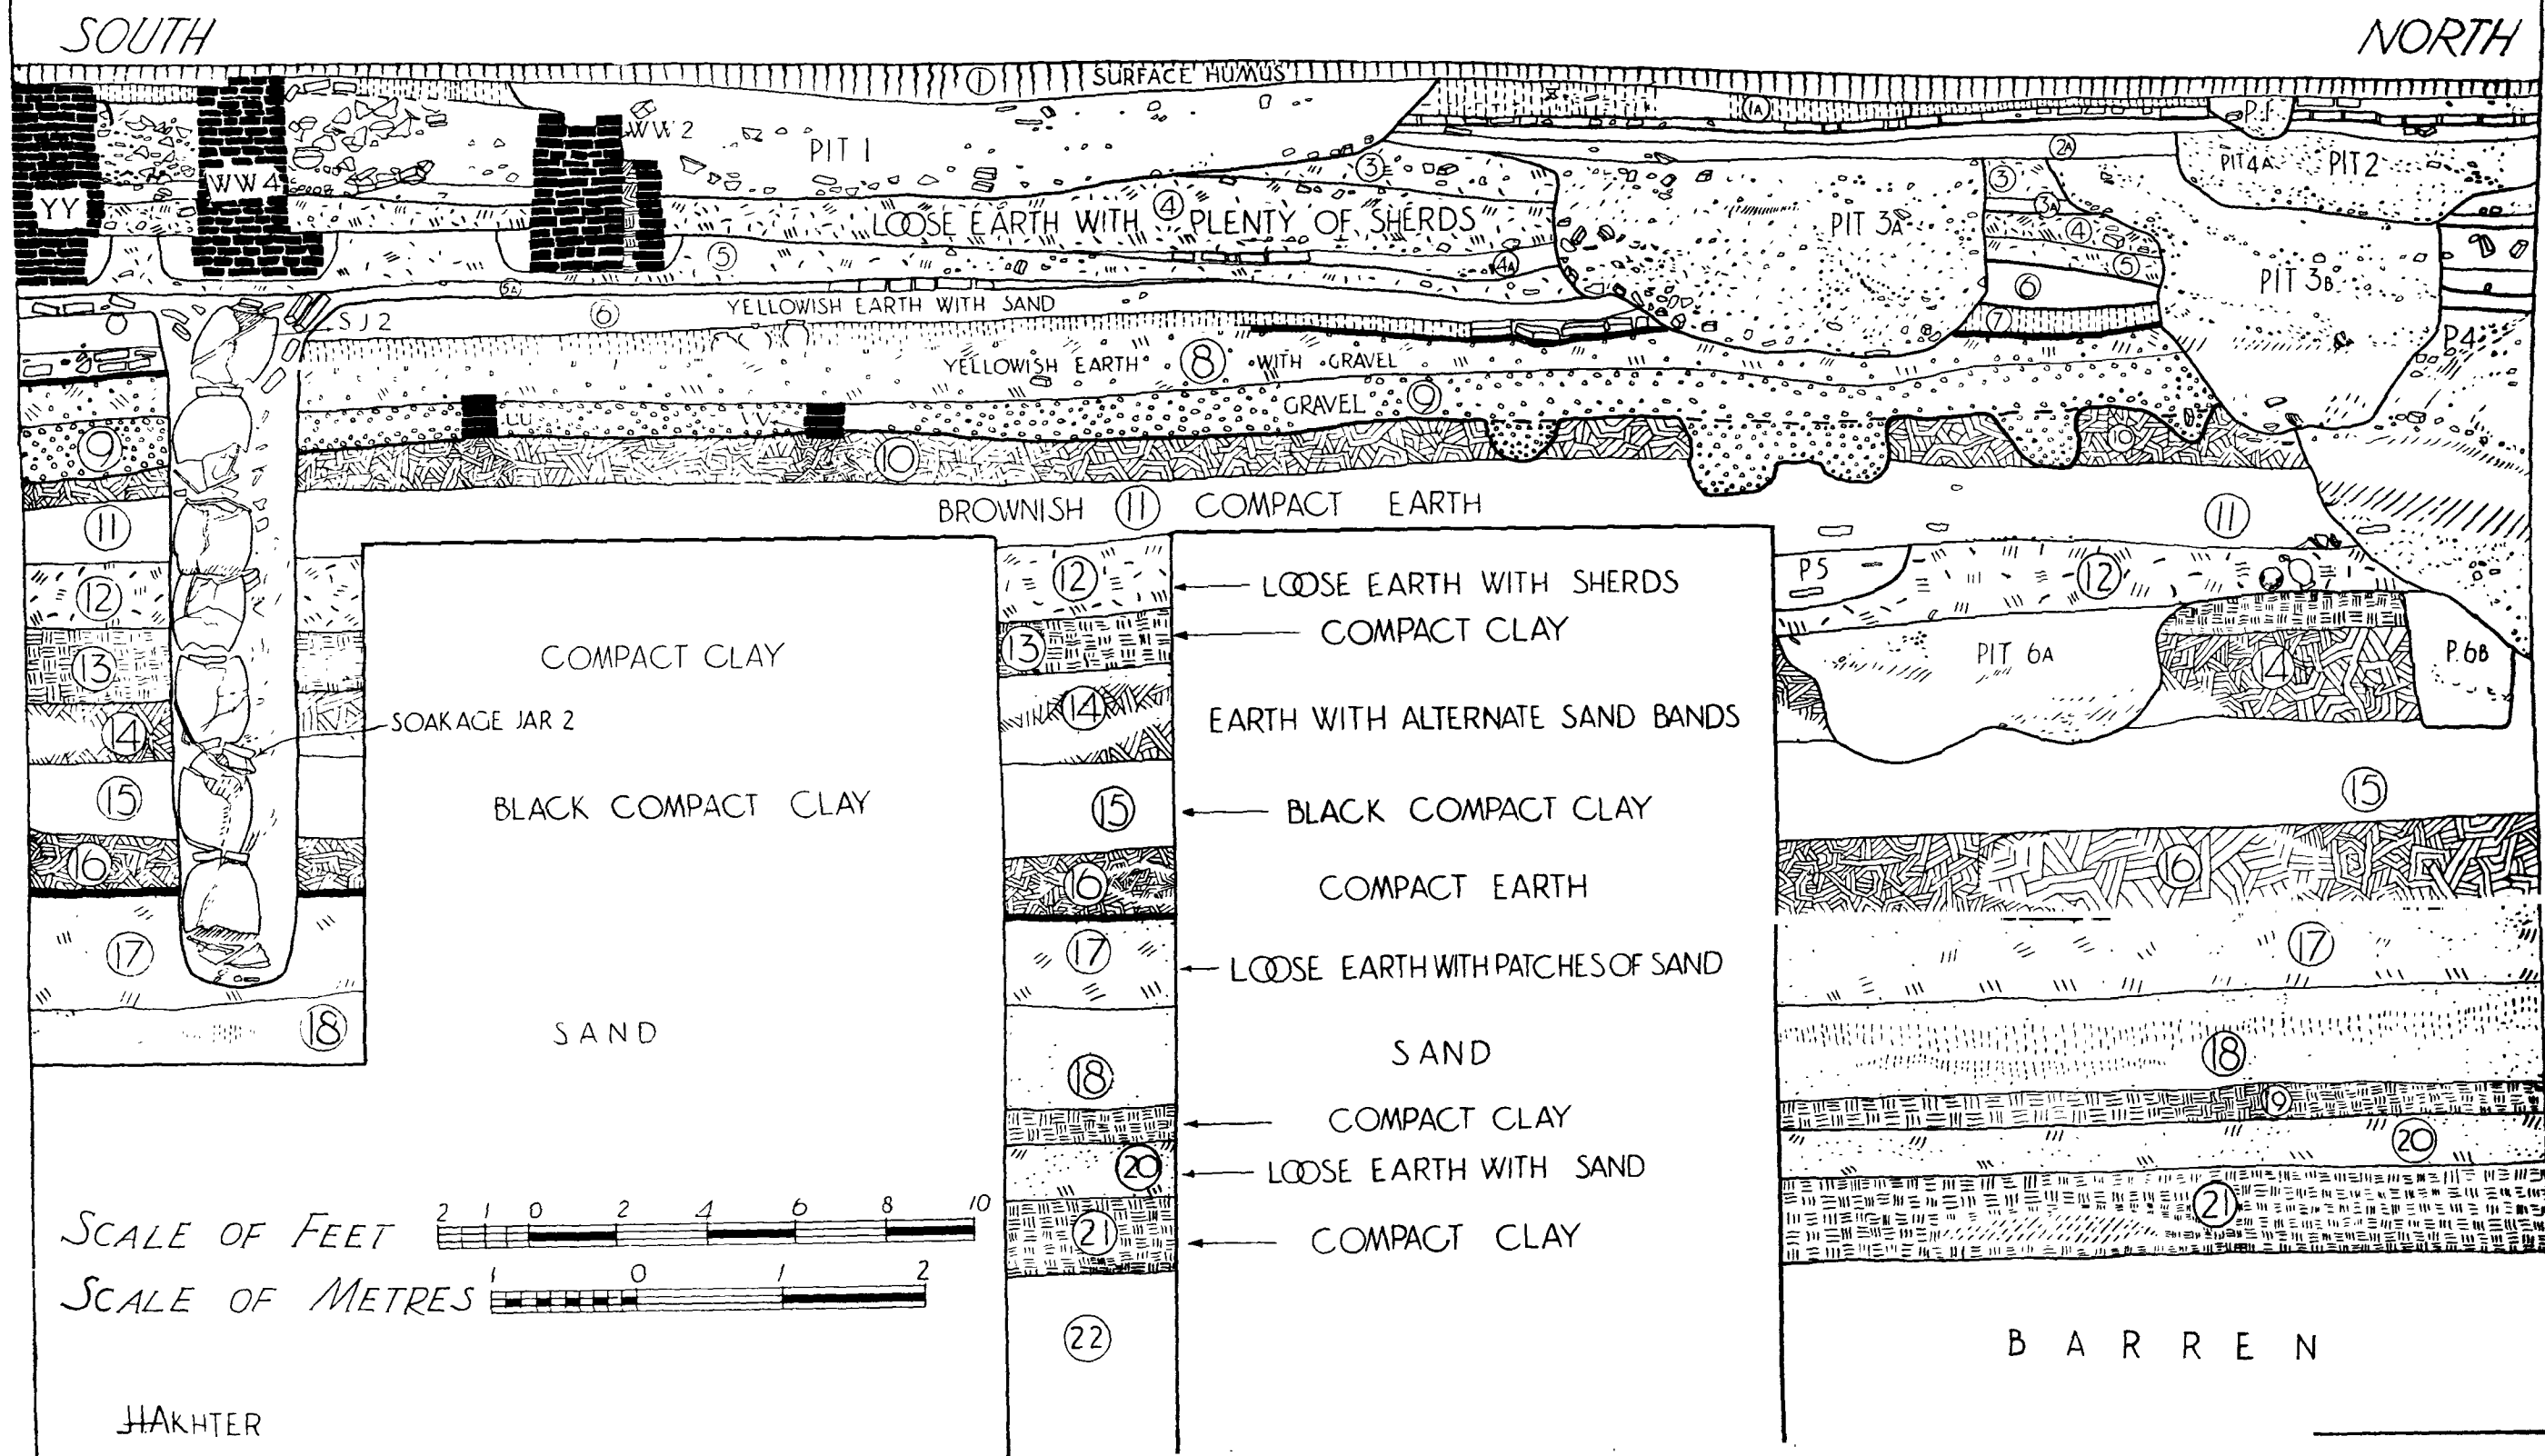 SOUTH
NORTH
1 SURFACE HUMUS
1A
P.1
WW2
PIT 1
2A
PIT 4A
PIT 2
3
3
WW4
YY
4
LOOSE EARTH WITH PLENTY OF SHERDS
PIT 3A
3A
4
5
4A
5
PIT 3B
5A
6
6
YELLOWISH EARTH WITH SAND
SJ2
7
P4
YELLOWISH EARTH 8 WITH GRAVEL
GRAVEL 9
UU
VV
9
10
10
BROWNISH 11 COMPACT EARTH
11
11
12
12
LOOSE EARTH WITH SHERDS
P5
12
13
13
COMPACT CLAY
COMPACT CLAY
PIT 6A
14
P.6B
14
SOAKAGE JAR 2
14
EARTH WITH ALTERNATE SAND BANDS
15
BLACK COMPACT CLAY
15
BLACK COMPACT CLAY
15
16
16
COMPACT EARTH
16
17
17
LOOSE EARTH WITH PATCHES OF SAND
17
18
SAND
18
SAND
18
COMPACT CLAY
19
20
LOOSE EARTH WITH SAND
20
21
COMPACT CLAY
21
2 1 0 2 4 6 8 10
SCALE OF FEET
1 0 1 2
SCALE OF METRES
22
BARREN
H.AKHTER